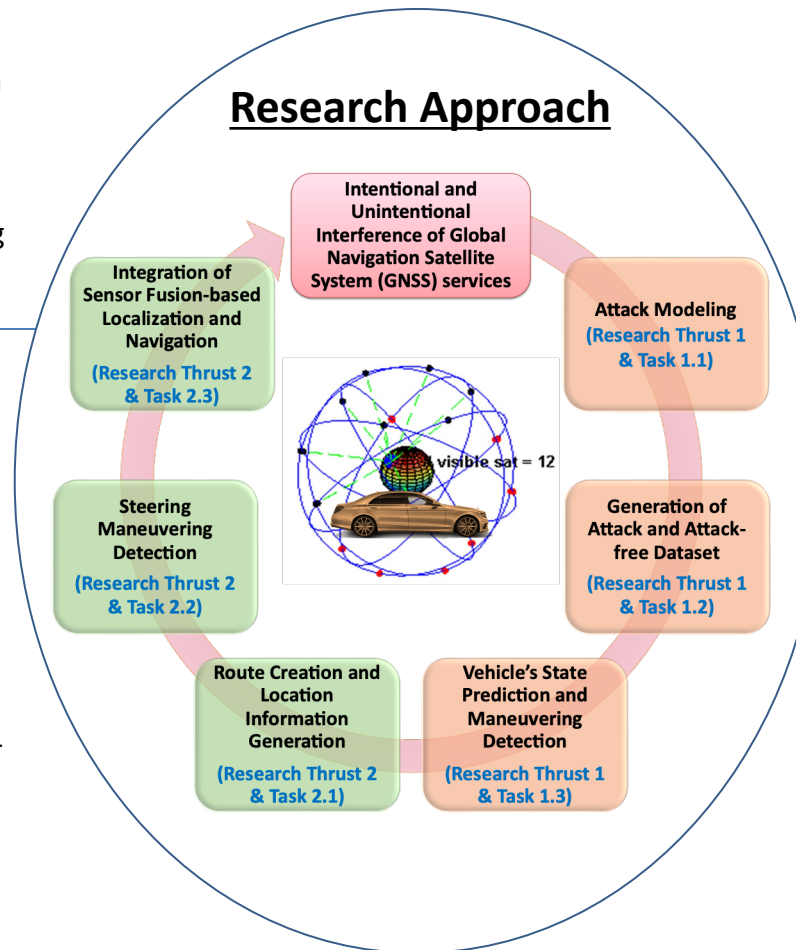 Research Approach
Intentional and
Unintentional
Interference of Global
Navigation Satellite
System (GNSS) services
Attack Modeling
(Research Thrust 1
& Task 1.1)
Generation of
Attack and Attack-
free Dataset
(Research Thrust 1
& Task 1.2)
Vehicle's State
Prediction and
Maneuvering
Detection
(Research Thrust 1
& Task 1.3)
Route Creation and
Location
Information
Generation
(Research Thrust 2
& Task 2.1)
Steering
Maneuvering
Detection
(Research Thrust 2
& Task 2.2)
Integration of
Sensor Fusion-based
Localization and
Navigation
(Research Thrust 2
& Task 2.3)
visible sat = 12